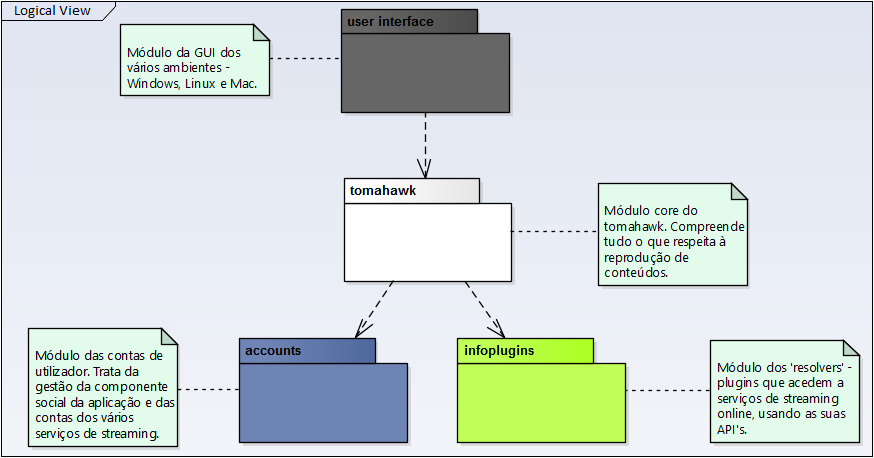 Logical View
user interface
Módulo da GUI dos
vários ambientes -
Windows, Linux e Mac.
tomahawk
Módulo core do
tomahawk. Compreende
tudo o que respeita à
reprodução de
conteúdos.
accounts
Módulo das contas de
utilizador. Trata da
gestão da componente
social da aplicação e das
contas dos vários
serviços de streaming.
infoplugins
Módulo dos 'resolvers' -
plugins que acedem a
serviços de streaming
online, usando as suas
API's.